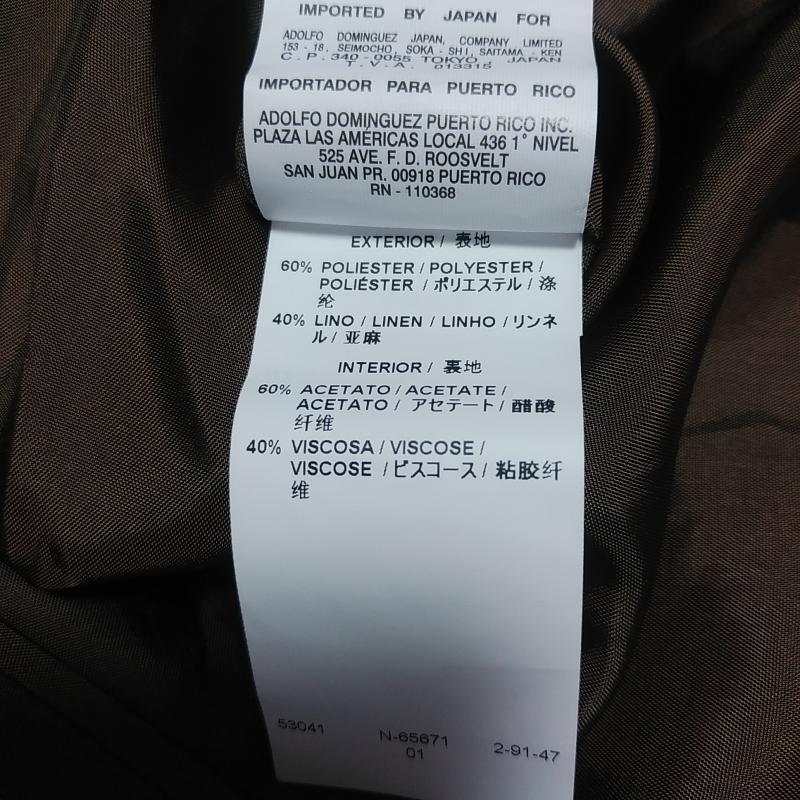 IMPORTED BY JAPAN FOR
ADOLFO DOMINGUEZ JAPAN, COMPANY LIMITED
153 - 18, SEIMOCHO, SOKA - SHI, SAITAMA - KEN
C.P. 340 - 0055 TOKYO, JAPAN
T.V.A. 013315
IMPORTADOR PARA PUERTO RICO
ADOLFO DOMINGUEZ PUERTO RICO INC.
PLAZA LAS AMÉRICAS LOCAL 436 1° NIVEL
525 AVE. F. D. ROOSVELT
SAN JUAN PR. 00918 PUERTO RICO
RN - 110368
EXTERIOR / 表地
60% POLIESTER / POLYESTER /
POLIÉSTER / ポリエステル / 涤
纶
40% LINO / LINEN / LINHO / リンネ
ル / 亚麻
INTERIOR / 裏地
60% ACETATO / ACETATE /
ACETATO / アセテート / 醋酸
纤维
40% VISCOSA / VISCOSE /
VISCOSE / ビスコース / 粘胶纤
维
53041 N-65671 2-91-47
01